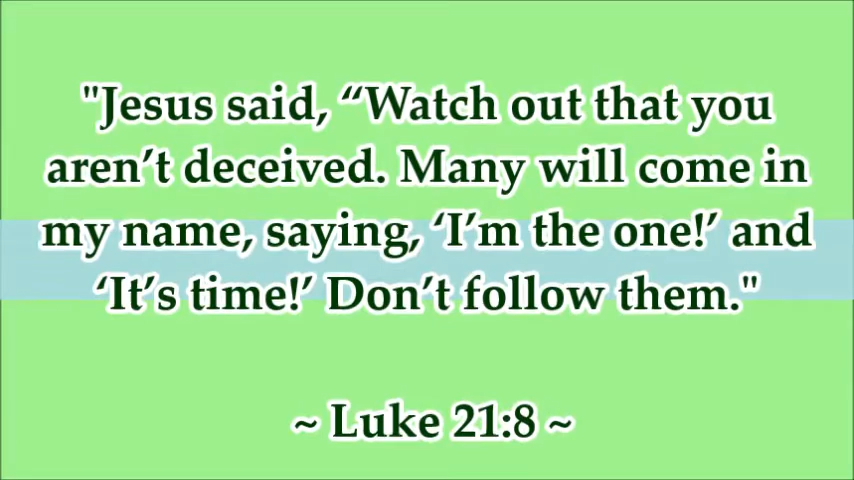 "Jesus said, “Watch out that you
aren’t deceived. Many will come in
my name, saying, ‘I’m the one!’ and
‘It’s time!’ Don’t follow them."
~ Luke 21:8 ~